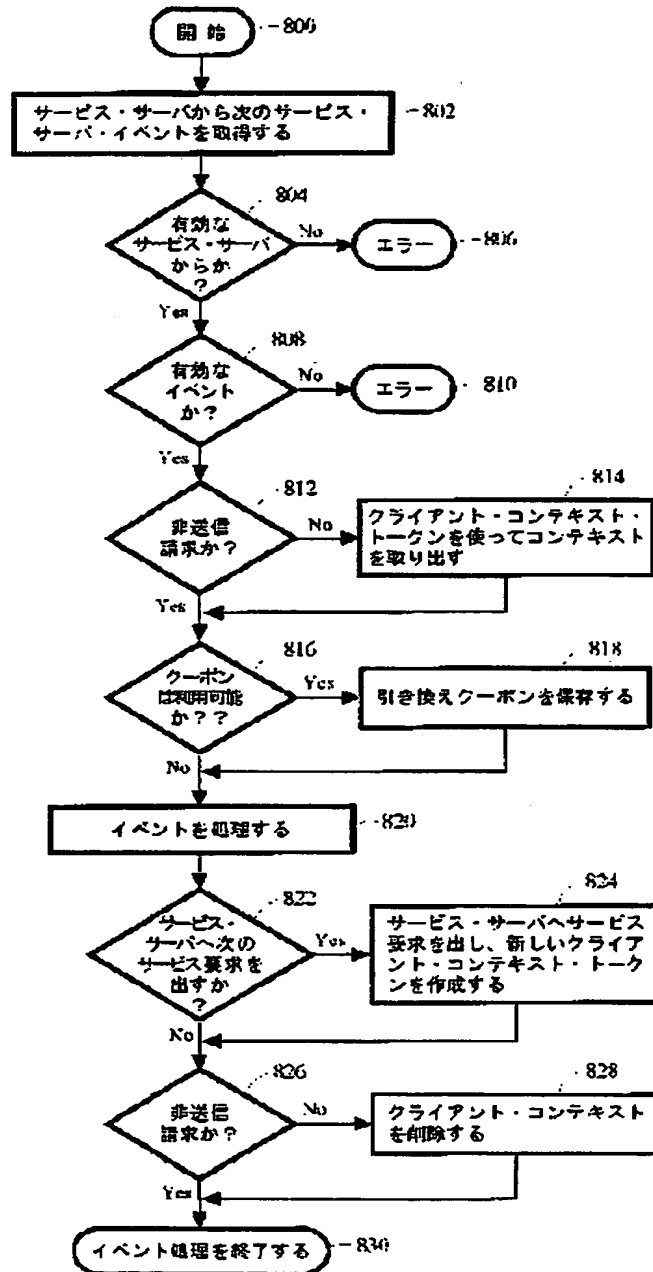 開始
800
サービス・サーバから次のサービス・
サーバ・イベントを取得する
802
804
有効な
サービス・サーバ
からか
?
No
エラー
806
Yes
808
有効な
イベント
か?
No
エラー
810
Yes
812
非送信
請求か?
No
814
クライアント・コンテキスト・
トークンを使ってコンテキスト
を取り出す
Yes
816
クーポン
は利用可能
か??
Yes
818
引き換えクーポンを保存する
No
イベントを処理する
820
822
サービス・
サーバへ次の
サービス要求を
出すか
?
Yes
824
サービス・サーバへサービス
要求を出し、新しいクライア
ント・コンテキスト・トーク
ンを作成する
No
826
非送信
請求か?
No
828
クライアント・コンテキスト
を削除する
Yes
イベント処理を終了する
830